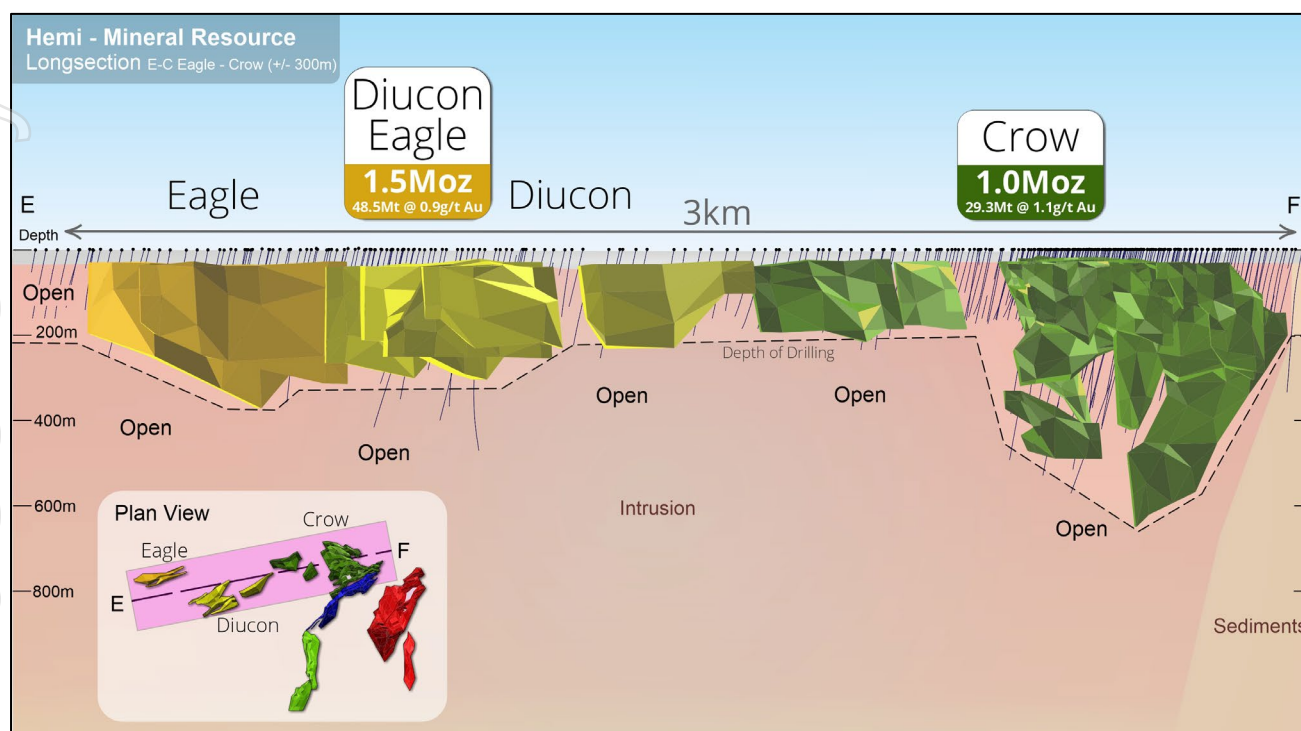 Hemi - Mineral Resource
Longsection E-C Eagle - Crow (+/- 300m)
Diucon
Eagle
1.5Moz
48.5Mt @ 0.9g/t Au
Crow
1.0Moz
29.3Mt @ 1.1g/t Au
Eagle
Diucon
3km
E
F
Depth
Open
200m
Depth of Drilling
Open
Open
400m
Open
Open
600m
Intrusion
Open
800m
Sediments
Plan View
Crow
Eagle
F
E
Diucon